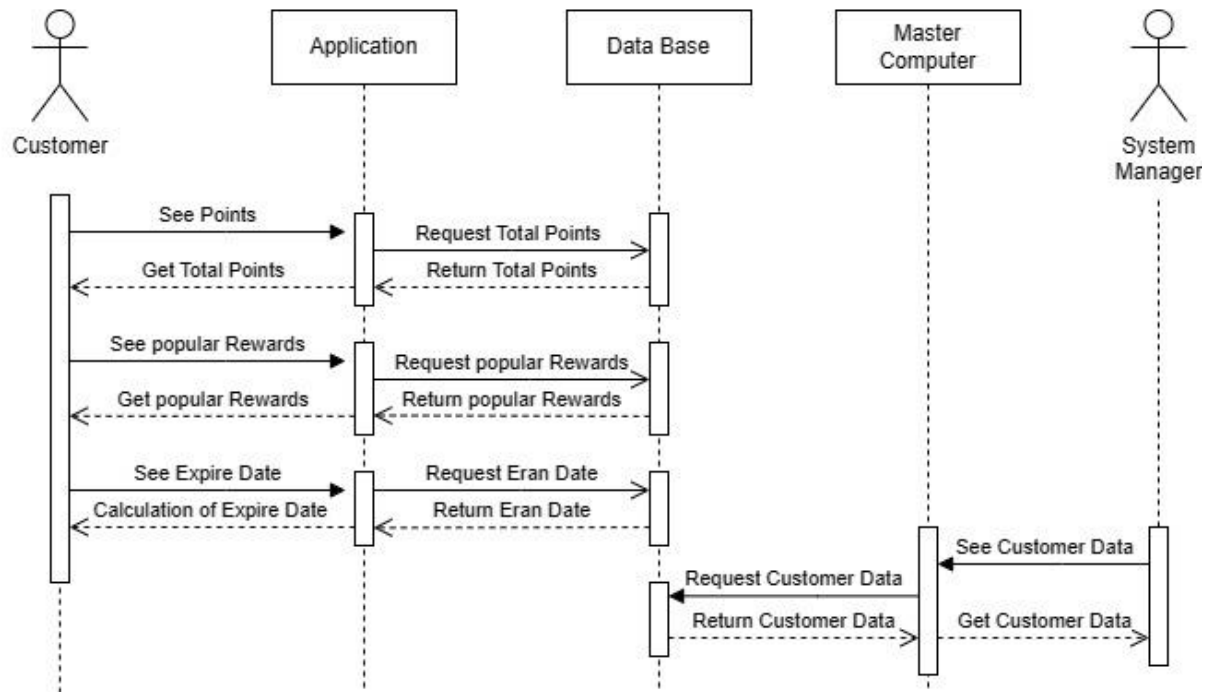 Application
Data Base
Master
Computer
Customer
System
Manager
See Points
Request Total Points
Get Total Points
Return Total Points
See popular Rewards
Request popular Rewards
Get popular Rewards
Return popular Rewards
See Expire Date
Request Eran Date
Calculation of Expire Date
Return Eran Date
See Customer Data
Request Customer Data
Return Customer Data
Get Customer Data